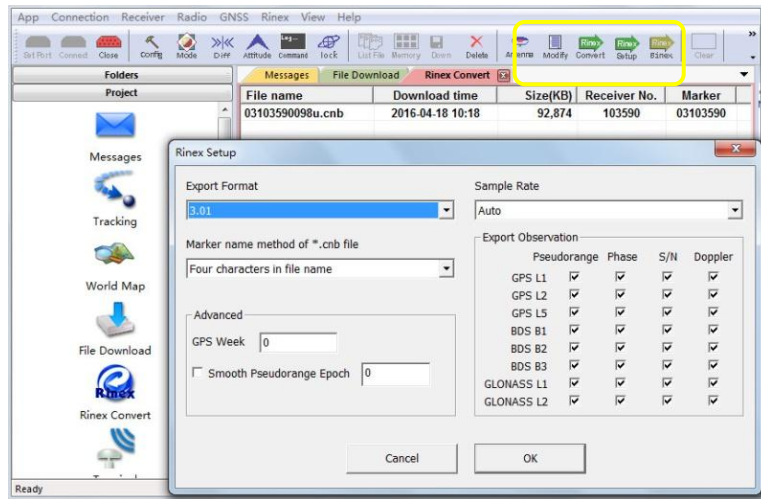 App Connection Receiver Radio GNSS Rinex View Help
Set Port Connect Close Config Mode Diff Attitude Command lock List File Memory Down Delete Antenna Modify Convert Setup Clear
Folders Messages File Download Rinex Convert
Project File name Download time Size(KB) Receiver No. Marker
03103590098u.cnb 2016-04-18 10:18 92,874 103590 03103590
Messages
Tracking
World Map
File Download
Rinex
Rinex Convert
Ready
Rinex Setup
Export Format
3.01
Marker name method of *.cnb file
Four characters in file name
Advanced
GPS Week 0
Smooth Pseudorange Epoch 0
Sample Rate
Auto
Export Observation
Pseudorange Phase S/N Doppler
GPS L1
GPS L2
GPS L5
BDS B1
BDS B2
BDS B3
GLONASS L1
GLONASS L2
Cancel OK